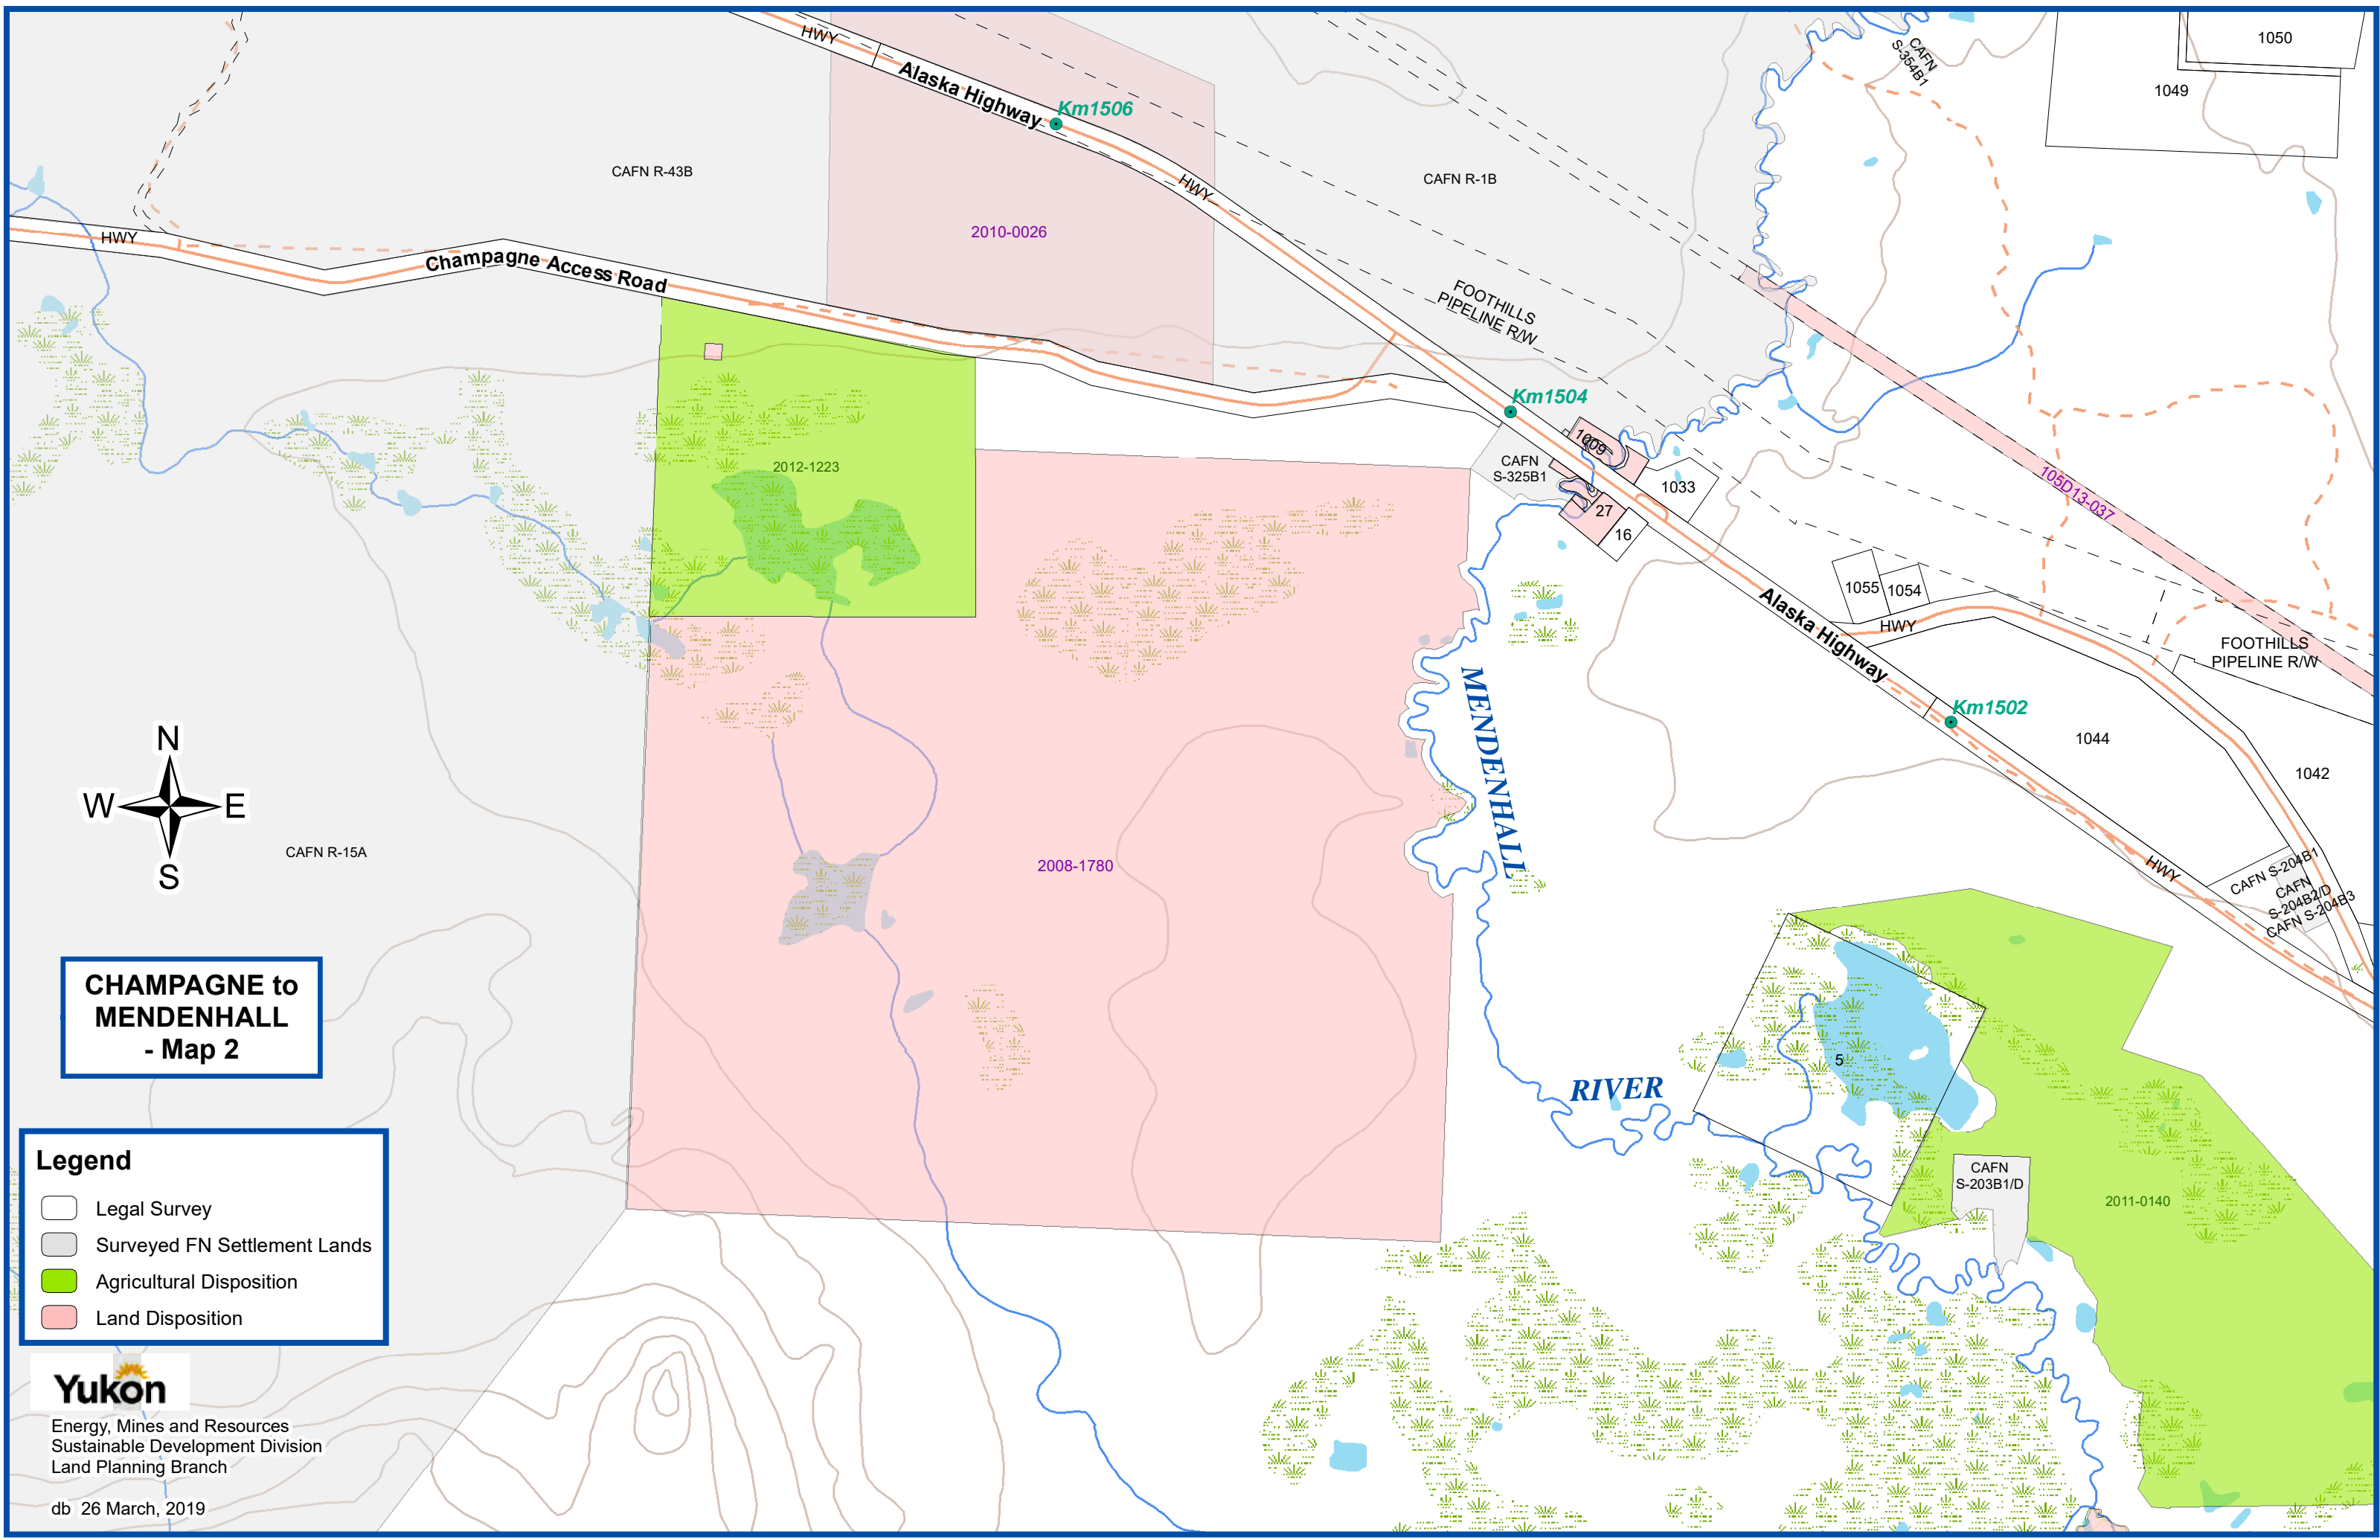 HWY
Alaska Highway
Km1506
CAFN
S-354B1
1050
1049
CAFN R-43B
CAFN R-1B
HWY
2010-0026
HWY
Champagne Access Road
FOOTHILLS
PIPELINE R/W
Km1504
1009
CAFN
S-325B1
1033
27
16
2012-1223
105D13-037
1055
1054
Alaska Highway
HWY
FOOTHILLS
PIPELINE R/W
Km1502
1044
1042
MENDENHALL
RIVER
N
W
E
S
CAFN R-15A
2008-1780
HWY
CAFN S-204B1
CAFN
S-204B2/D
CAFN S-204B3
5
CAFN
S-203B1/D
2011-0140
CHAMPAGNE to
MENDENHALL
- Map 2
Legend
Legal Survey
Surveyed FN Settlement Lands
Agricultural Disposition
Land Disposition
Yukon
Energy, Mines and Resources
Sustainable Development Division
Land Planning Branch
db 26 March, 2019